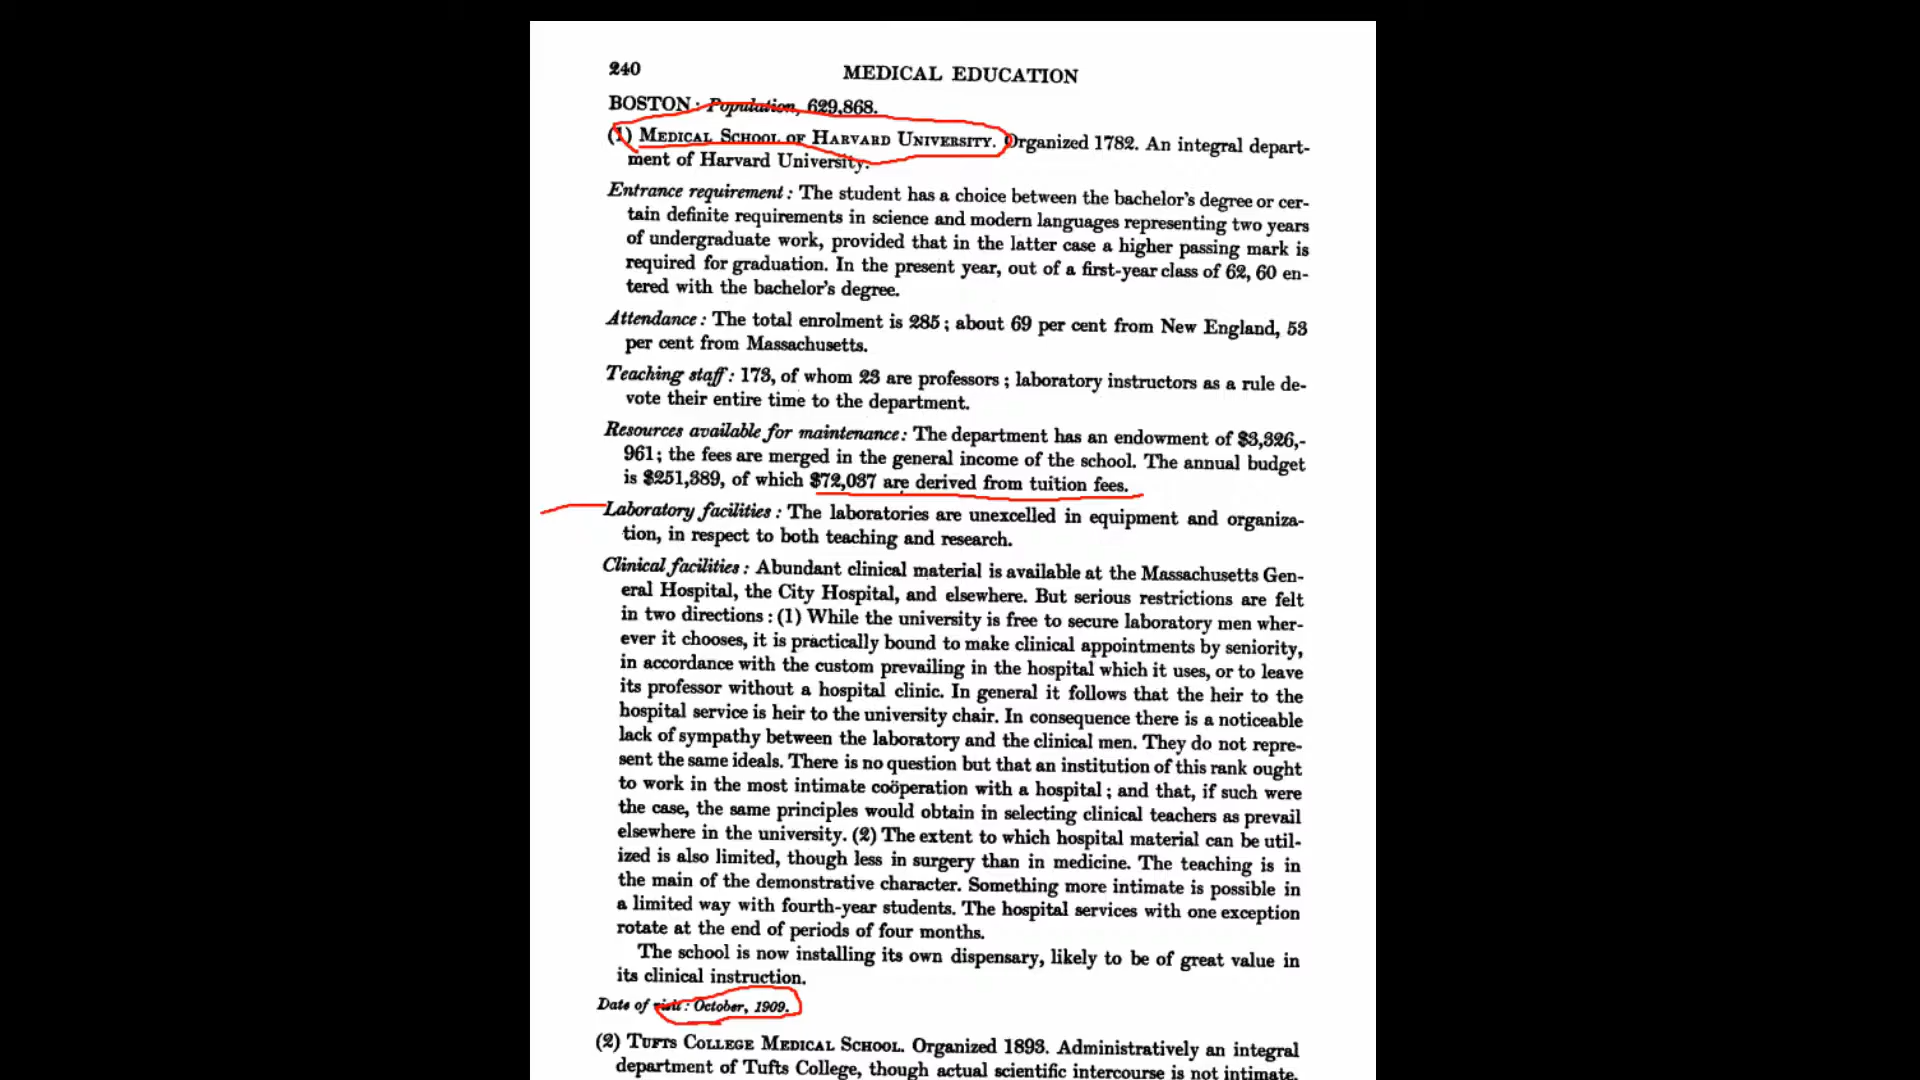 240 MEDICAL EDUCATION
BOSTON: Population, 629,868.
(1) MEDICAL SCHOOL OF HARVARD UNIVERSITY. Organized 1782. An integral depart-
ment of Harvard University.
Entrance requirement: The student has a choice between the bachelor's degree or cer-
tain definite requirements in science and modern languages representing two years
of undergraduate work, provided that in the latter case a higher passing mark is
required for graduation. In the present year, out of a first-year class of 62, 60 en-
tered with the bachelor's degree.
Attendance: The total enrolment is 285; about 69 per cent from New England, 53
per cent from Massachusetts.
Teaching staff: 173, of whom 23 are professors; laboratory instructors as a rule de-
vote their entire time to the department.
Resources available for maintenance: The department has an endowment of $3,326,-
961; the fees are merged in the general income of the school. The annual budget
is $251,389, of which $72,037 are derived from tuition fees.
Laboratory facilities: The laboratories are unexcelled in equipment and organiza-
tion, in respect to both teaching and research.
Clinical facilities: Abundant clinical material is available at the Massachusetts Gen-
eral Hospital, the City Hospital, and elsewhere. But serious restrictions are felt
in two directions: (1) While the university is free to secure laboratory men wher-
ever it chooses, it is practically bound to make clinical appointments by seniority,
in accordance with the custom prevailing in the hospital which it uses, or to leave
its professor without a hospital clinic. In general it follows that the heir to the
hospital service is heir to the university chair. In consequence there is a noticeable
lack of sympathy between the laboratory and the clinical men. They do not repre-
sent the same ideals. There is no question but that an institution of this rank ought
to work in the most intimate coöperation with a hospital; and that, if such were
the case, the same principles would obtain in selecting clinical teachers as prevail
elsewhere in the university. (2) The extent to which hospital material can be util-
ized is also limited, though less in surgery than in medicine. The teaching is in
the main of the demonstrative character. Something more intimate is possible in
a limited way with fourth-year students. The hospital services with one exception
rotate at the end of periods of four months.
The school is now installing its own dispensary, likely to be of great value in
its clinical instruction.
Date of visit: October, 1909.
(2) TUFTS COLLEGE MEDICAL SCHOOL. Organized 1893. Administratively an integral
department of Tufts College, though actual scientific intercourse is not intimate.